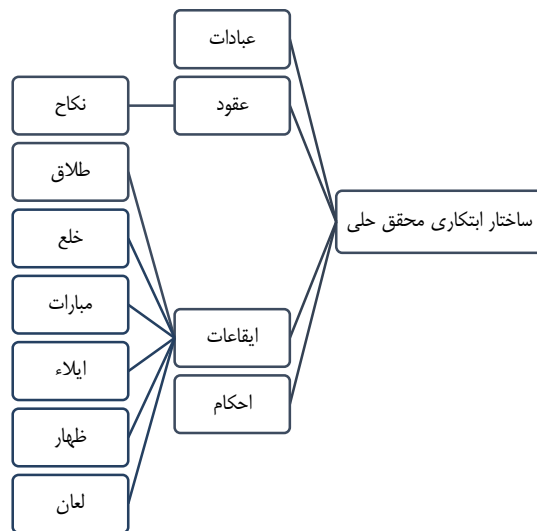 ساختار ابتکاری محقق حلی
عبادات
عقود
نکاح
ایقاعات
طلاق
خلع
مبارات
ایلاء
ظهار
لعان
احکام